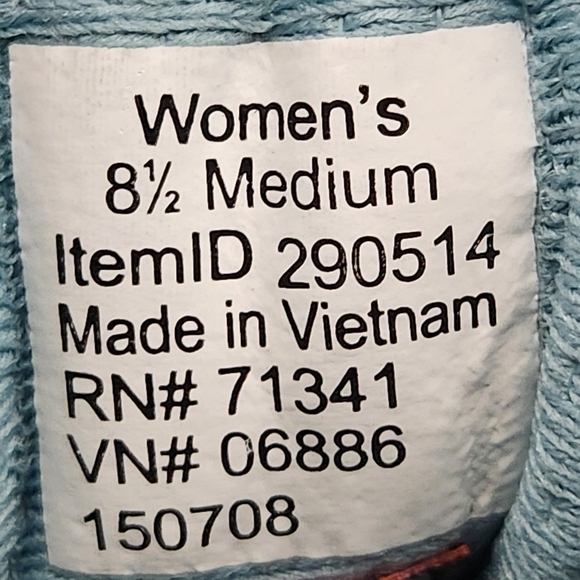 Women's
8½ Medium
ItemID 290514
Made in Vietnam
RN# 71341
VN# 06886
150708